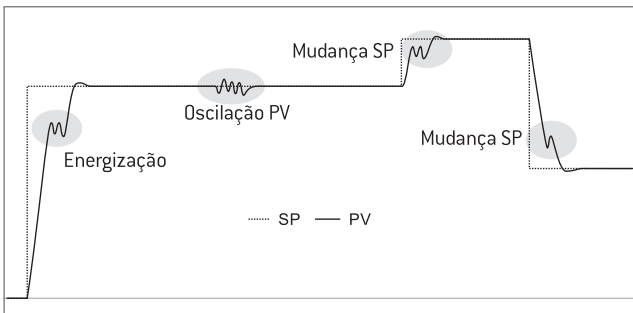 Mudança SP
Oscilação PV
Mudança SP
Energização
SP PV